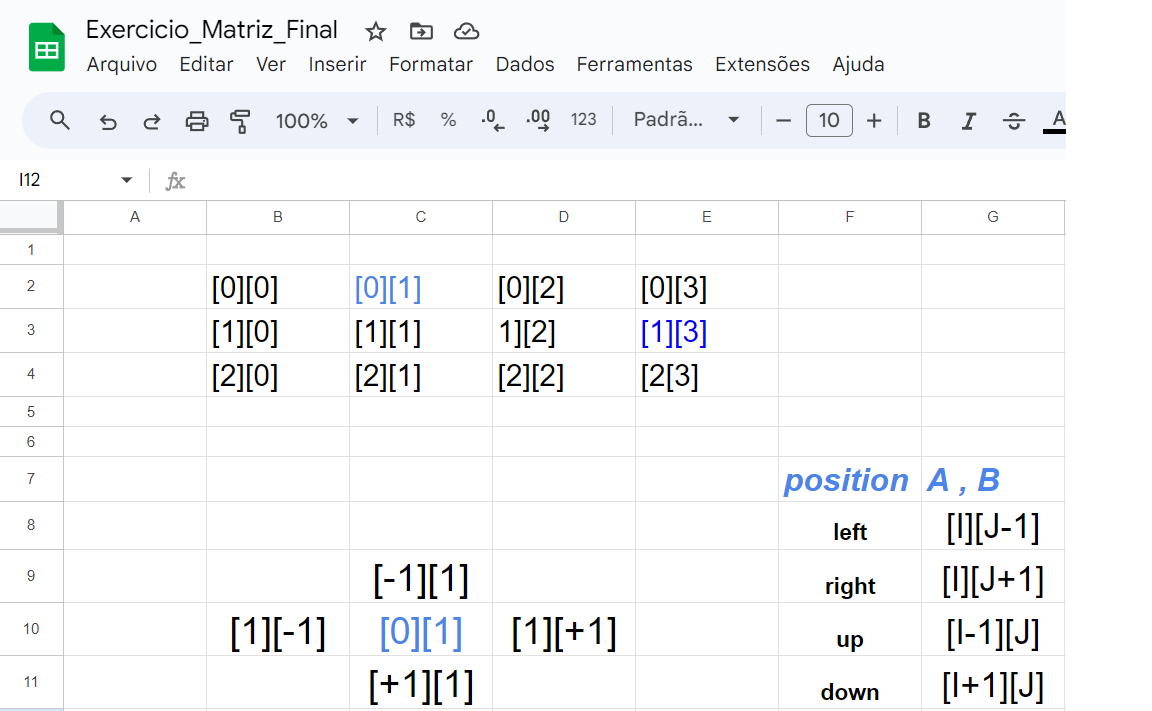 Exercicio_Matriz_Final
Arquivo Editar Ver Inserir Formatar Dados Ferramentas Extensões Ajuda
100% R$ % .0 .00 123 Padrã... 10 B I S A
I12 fx
A B C D E F G
1
2 [0][0] [0][1] [0][2] [0][3]
3 [1][0] [1][1] 1][2] [1][3]
4 [2][0] [2][1] [2][2] [2[3]
5
6
7 position A , B
8 left [I][J-1]
9 [-1][1] right [I][J+1]
10 [1][-1] [0][1] [1][+1] up [I-1][J]
11 [+1][1] down [I+1][J]